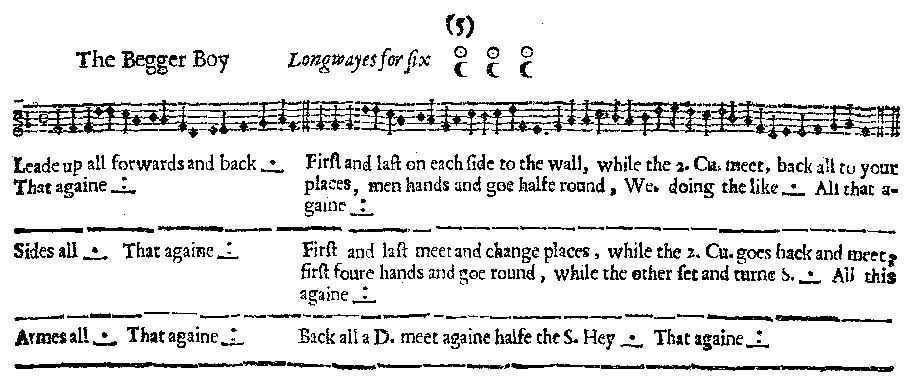 (5)
The Begger Boy Longwayes for ſix
Leade up all forwards and back
That againe
Firſt and laſt on each ſide to the wall, while the 2. Cu. meet, back all to your
places, men hands and goe halfe round, We. doing the like All that a-
gaine
Sides all That againe
Firſt and laſt meet and change places, while the 2. Cu. goes back and meet,
firſt foure hands and goe round, while the other ſet and turne S. All this
againe
Armes all That againe
Back all a D. meet againe halfe the S. Hey That againe